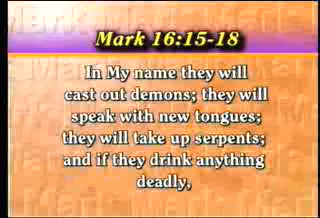 Mark 16:15-18
In My name they will
cast out demons; they will
speak with new tongues;
they will take up serpents;
and if they drink anything
deadly,